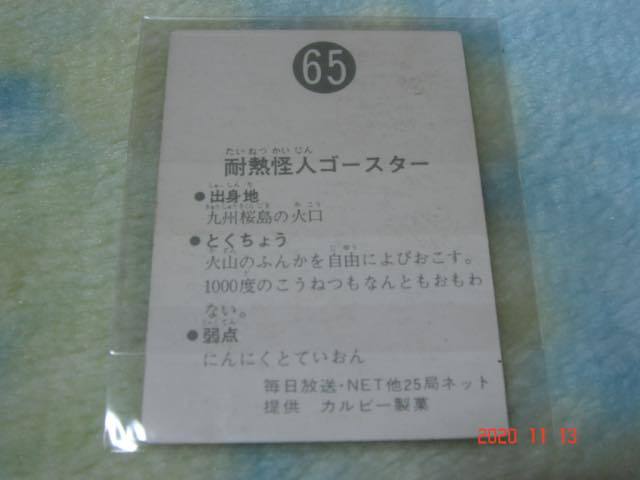 65
たいねつかいじん
耐熱怪人ゴースター
●出身地
九州桜島の火口
●とくちょう
火山のふんかを自由によびおこす。
1000度のこうねつもなんともおもわ
ない。
●弱点
にんにくとていおん
毎日放送・NET他25局ネット
提供 カルビー製菓
2020 11 13